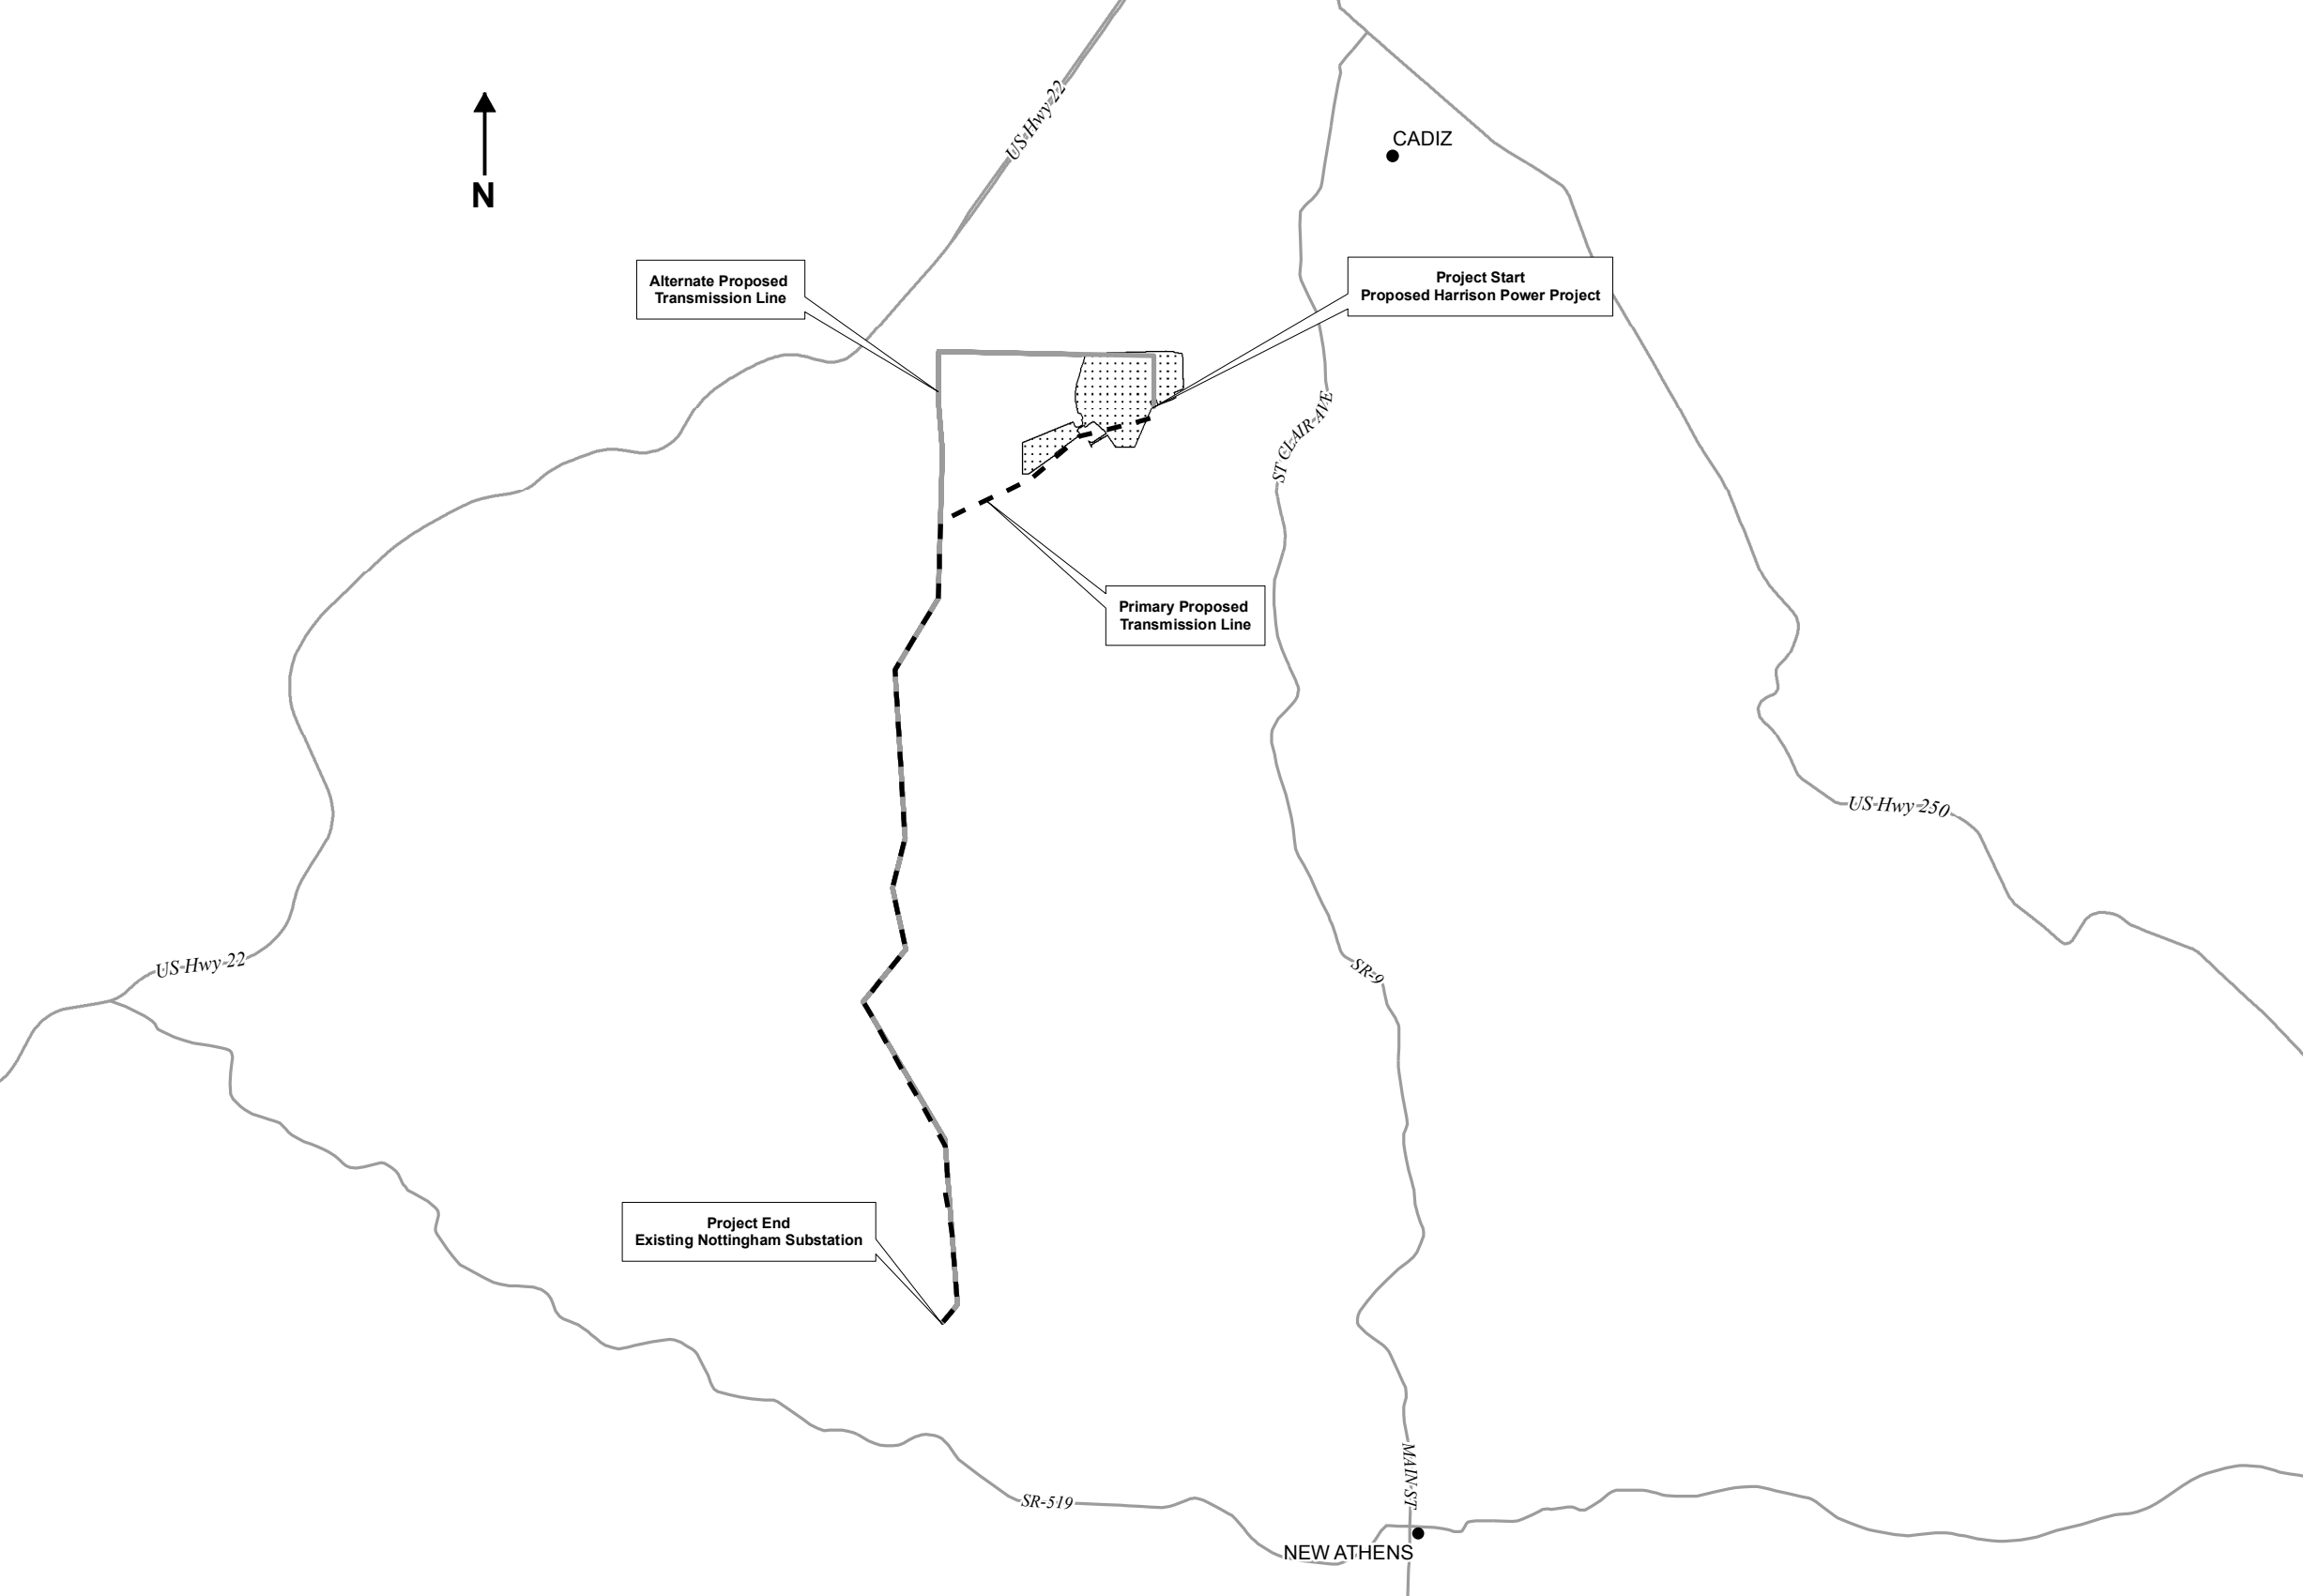 US-Hwy-22
N
CADIZ
Alternate Proposed
Transmission Line
Project Start
Proposed Harrison Power Project
ST CLAIR-AVE
Primary Proposed
Transmission Line
US-Hwy-250
US-Hwy-22
SR-9
Project End
Existing Nottingham Substation
MAIN-ST
SR-519
NEW ATHENS